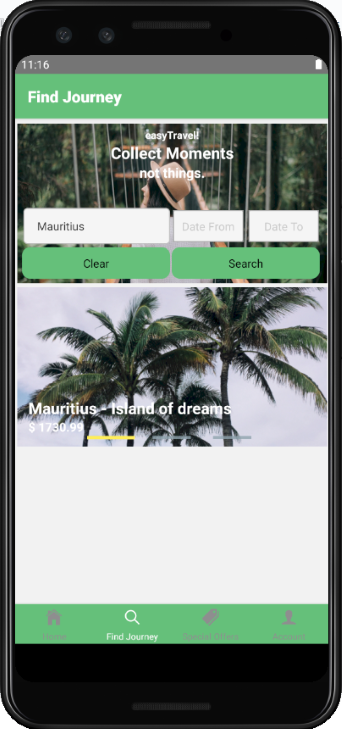 11:16
Find Journey
easyTravel!
Collect Moments
not things.
Mauritius
Date From
Date To
Clear
Search
Mauritius - Island of dreams
$ 1730.99
Home
Find Journey
Special Offers
Account